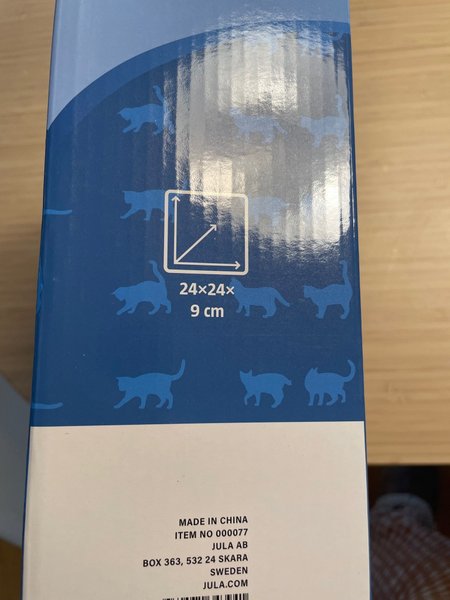 24×24×
9 cm
MADE IN CHINA
ITEM NO 000077
JULA AB
BOX 363, 532 24 SKARA
SWEDEN
JULA.COM